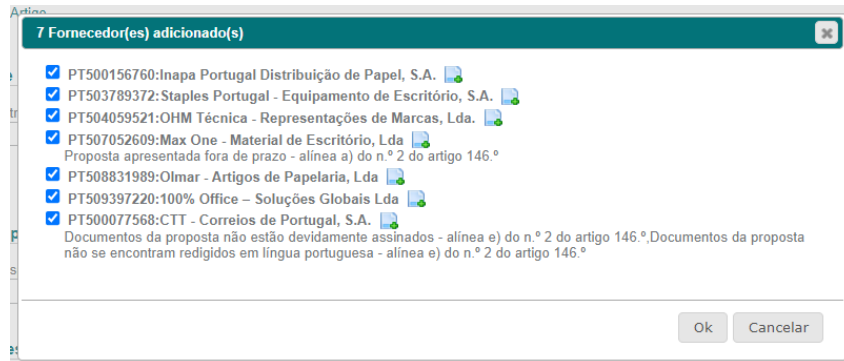 Artigo
7 Fornecedor(es) adicionado(s)
PT500156760:Inapa Portugal Distribuição de Papel, S.A.
PT503789372:Staples Portugal - Equipamento de Escritório, S.A.
PT504059521:OHM Técnica - Representações de Marcas, Lda.
PT507052609:Max One - Material de Escritório, Lda
Proposta apresentada fora de prazo - alínea a) do n.º 2 do artigo 146.º
PT508831989:Olmar - Artigos de Papelaria, Lda
PT509397220:100% Office – Soluções Globais Lda
PT500077568:CTT - Correios de Portugal, S.A.
Documentos da proposta não estão devidamente assinados - alínea e) do n.º 2 do artigo 146.º,Documentos da proposta
não se encontram redigidos em língua portuguesa - alínea e) do n.º 2 do artigo 146.º
Ok Cancelar